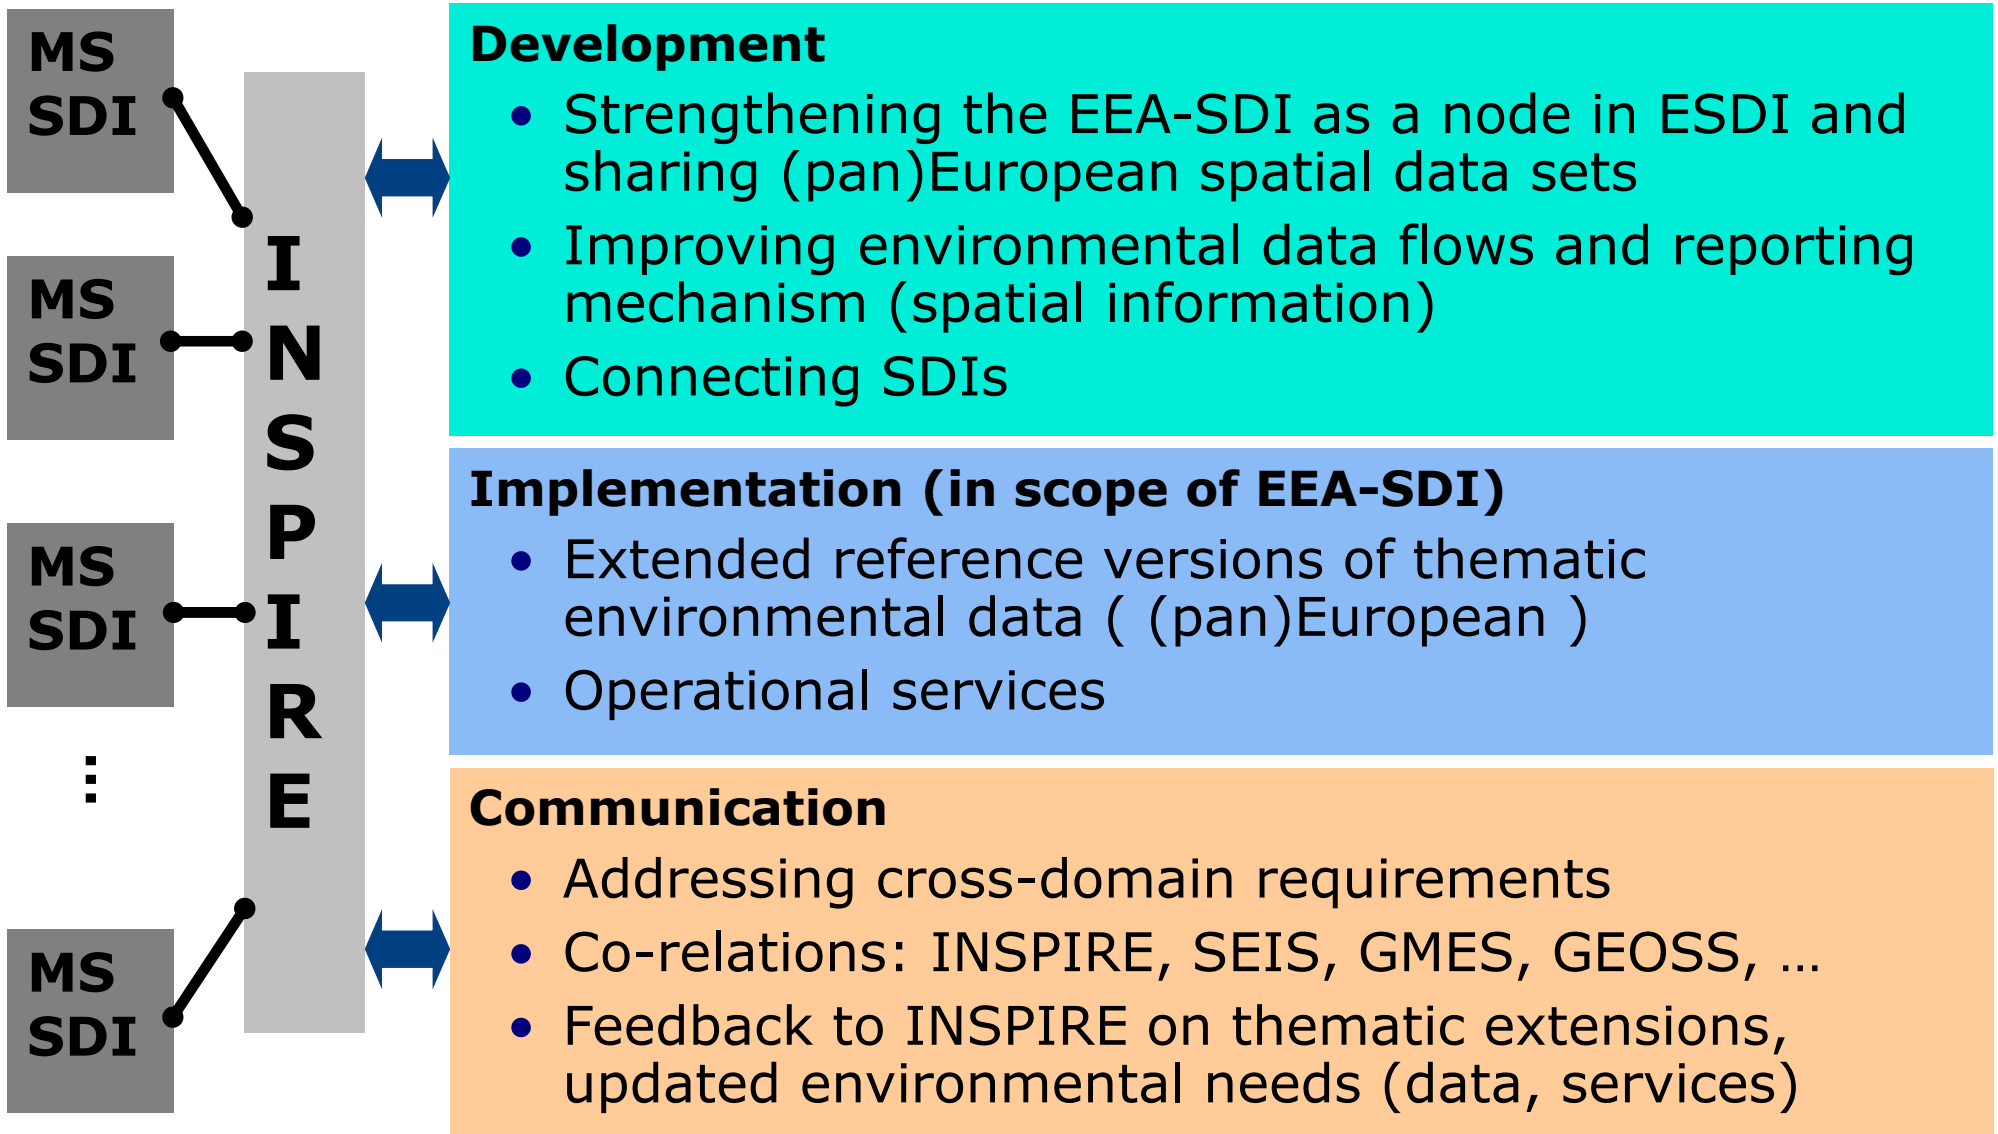 MS
SDI
MS
SDI
MS
SDI
...
MS
SDI
I
N
S
P
I
R
E
Development
• Strengthening the EEA-SDI as a node in ESDI and
sharing (pan)European spatial data sets
• Improving environmental data flows and reporting
mechanism (spatial information)
• Connecting SDIs
Implementation (in scope of EEA-SDI)
• Extended reference versions of thematic
environmental data ( (pan)European )
• Operational services
Communication
• Addressing cross-domain requirements
• Co-relations: INSPIRE, SEIS, GMES, GEOSS, …
• Feedback to INSPIRE on thematic extensions,
updated environmental needs (data, services)